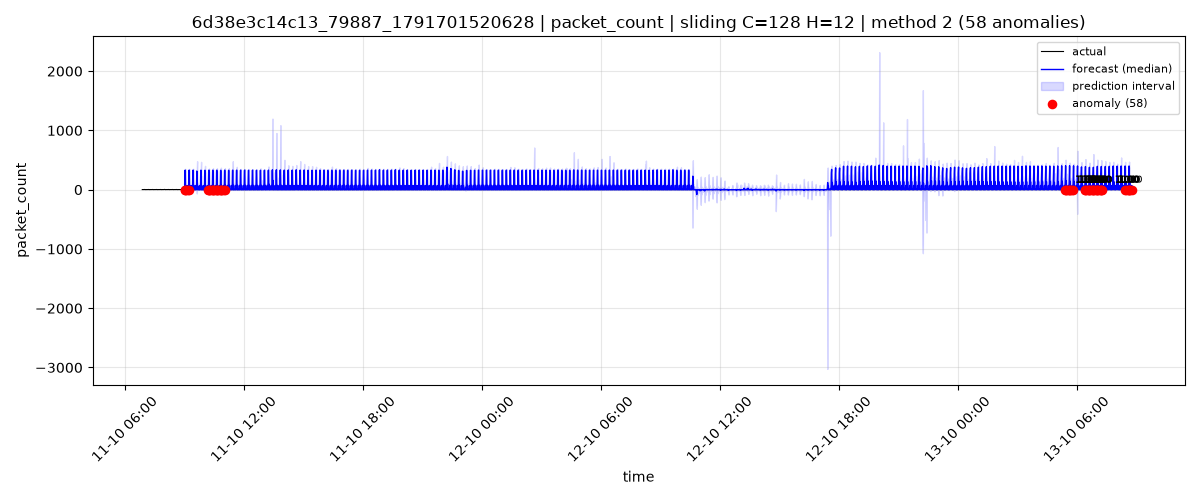 6d38e3c14c13_79887_1791701520628 | packet_count | sliding C=128 H=12 | method 2 (58 anomalies)
actual
forecast (median)
prediction interval
anomaly (58)
packet_count
2000
1000
0
−1000
−2000
−3000
11-10 06:00
11-10 12:00
11-10 18:00
12-10 00:00
12-10 06:00
12-10 12:00
12-10 18:00
13-10 00:00
13-10 06:00
time